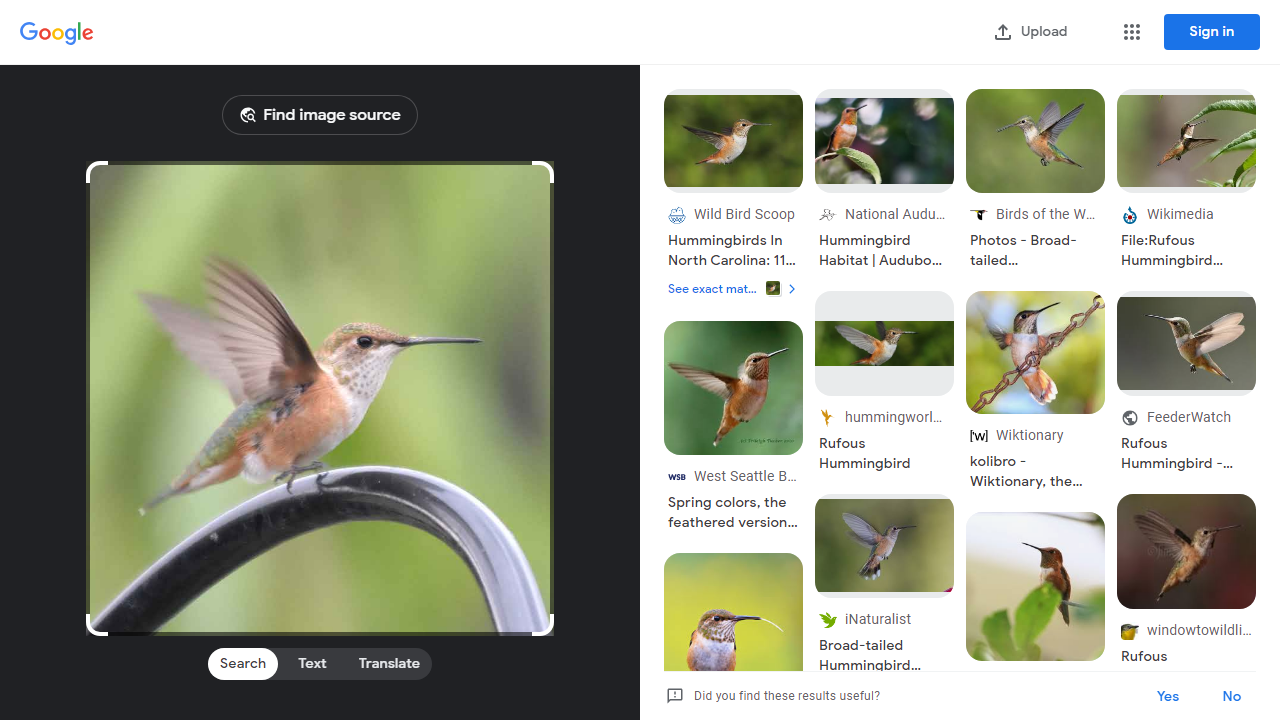 Google
Upload
Sign in
Find image source
Search
Text
Translate
Wild Bird Scoop
Hummingbirds In
North Carolina: 11...
See exact mat...
National Audu...
Hummingbird
Habitat | Audubo...
Birds of the W...
Photos - Broad-
tailed...
Wikimedia
File:Rufous
Hummingbird...
WSB
West Seattle B...
Spring colors, the
feathered version...
hummingworl...
Rufous
Hummingbird
[w]
Wiktionary
kolibro -
Wiktionary, the...
FeederWatch
Rufous
Hummingbird -...
iNaturalist
Broad-tailed
Hummingbird...
windowtowildli...
Rufous
Did you find these results useful?
Yes
No